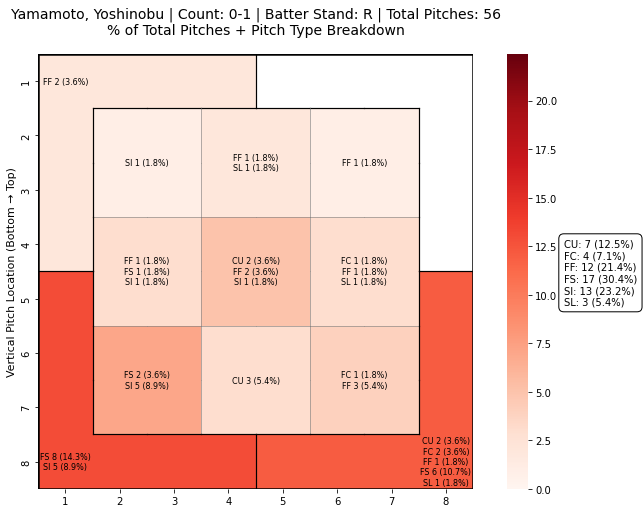 Yamamoto, Yoshinobu | Count: 0-1 | Batter Stand: R | Total Pitches: 56
% of Total Pitches + Pitch Type Breakdown
Vertical Pitch Location (Bottom → Top)
1
2
3
4
5
6
7
8
FF 2 (3.6%)
SI 1 (1.8%)
FF 1 (1.8%)
SL 1 (1.8%)
FF 1 (1.8%)
FF 1 (1.8%)
FS 1 (1.8%)
SI 1 (1.8%)
CU 2 (3.6%)
FF 2 (3.6%)
SI 1 (1.8%)
FC 1 (1.8%)
FF 1 (1.8%)
SL 1 (1.8%)
FS 2 (3.6%)
SI 5 (8.9%)
CU 3 (5.4%)
FC 1 (1.8%)
FF 3 (5.4%)
FS 8 (14.3%)
SI 5 (8.9%)
CU 2 (3.6%)
FC 2 (3.6%)
FF 1 (1.8%)
FS 6 (10.7%)
SL 1 (1.8%)
1 2 3 4 5 6 7 8
20.0
17.5
15.0
12.5
10.0
7.5
5.0
2.5
0.0
CU: 7 (12.5%)
FC: 4 (7.1%)
FF: 12 (21.4%)
FS: 17 (30.4%)
SI: 13 (23.2%)
SL: 3 (5.4%)